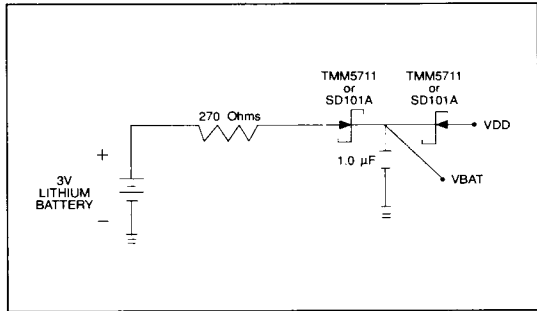 TMM5711
or
SD101A
TMM5711
or
SD101A
270 Ohms
VDD
1.0 µF
+
3V
LITHIUM
BATTERY
–
VBAT